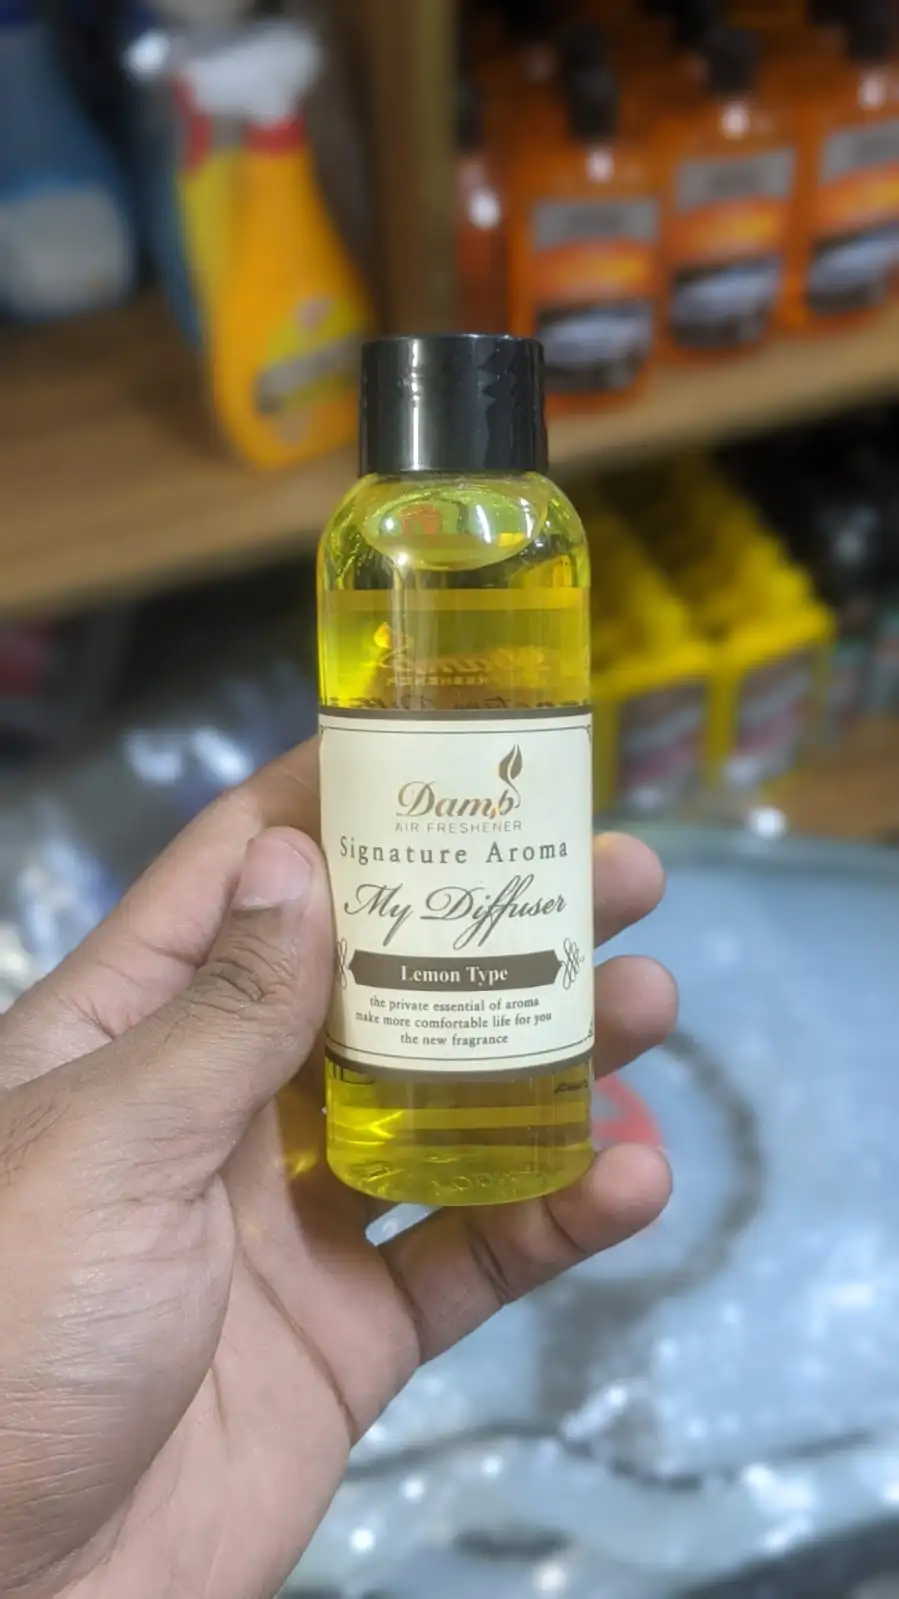 Damb
AIR FRESHENER
Signature Aroma
My Diffuser
Lemon Type
the private essential of aroma
make more comfortable life for you
the new fragrance